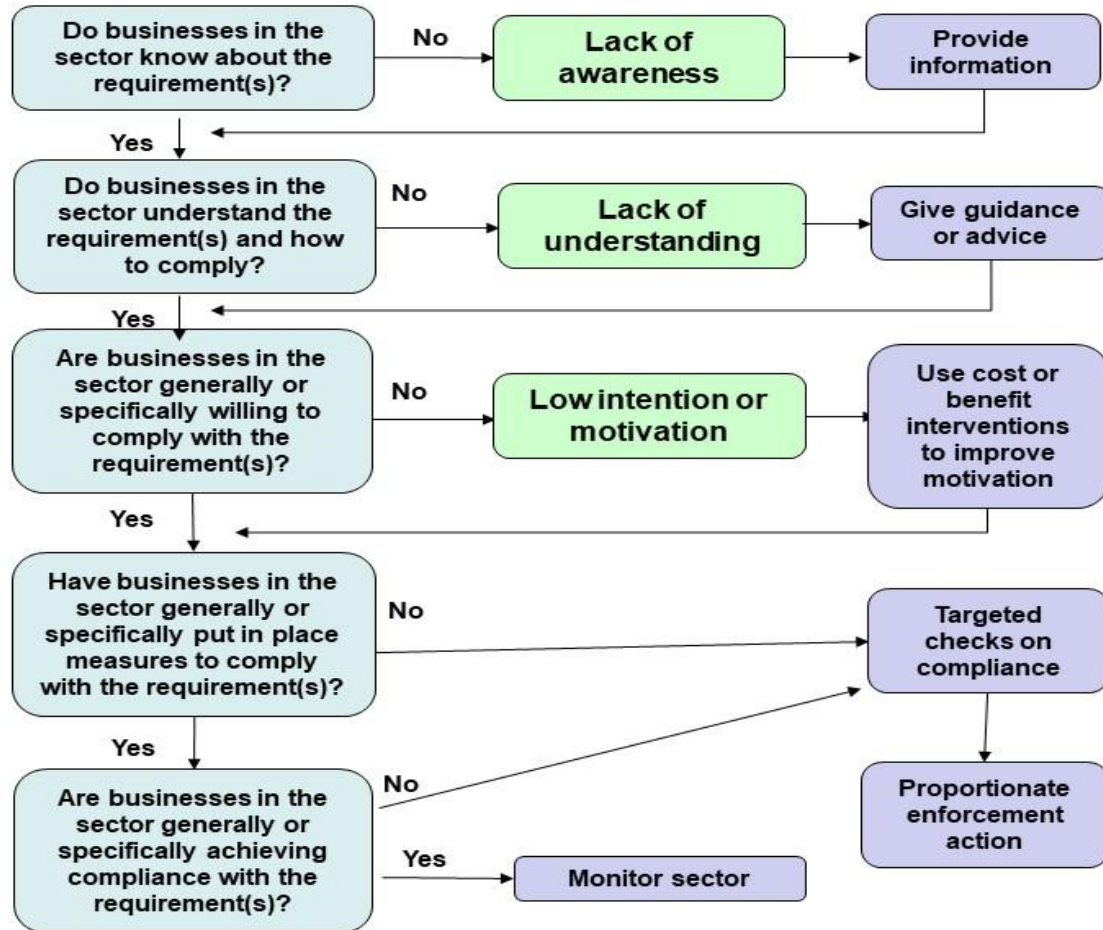 Do businesses in the
sector know about the
requirement(s)?
No
Lack of
awareness
Provide
information
Yes
Do businesses in the
sector understand the
requirement(s) and how
to comply?
No
Lack of
understanding
Give guidance
or advice
Yes
Are businesses in the
sector generally or
specifically willing to
comply with the
requirement(s)?
No
Low intention or
motivation
Use cost or
benefit
interventions
to improve
motivation
Yes
Have businesses in the
sector generally or
specifically put in place
measures to comply
with the requirement(s)?
No
Targeted
checks on
compliance
Yes
Are businesses in the
sector generally or
specifically achieving
compliance with the
requirement(s)?
No
Proportionate
enforcement
action
Yes
Monitor sector